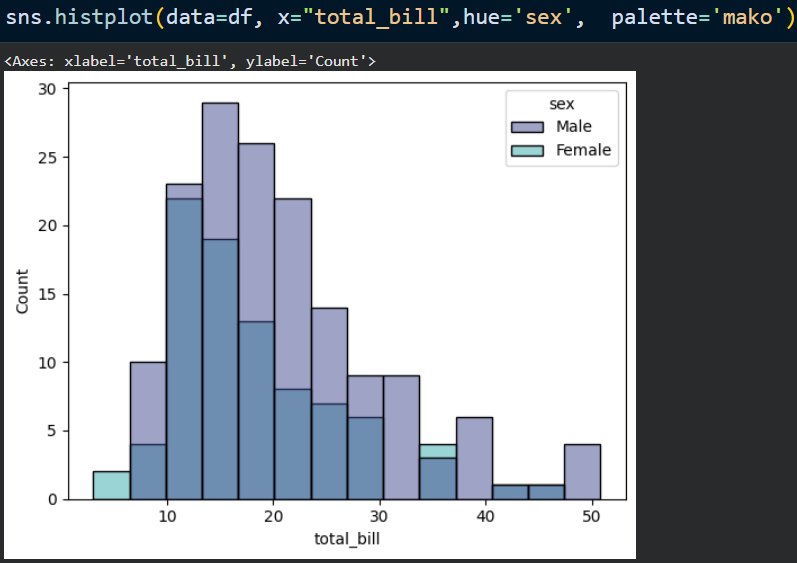 sns.histplot(data=df, x="total_bill",hue='sex',  palette='mako')
<Axes: xlabel='total_bill', ylabel='Count'>
30
25
20
15
10
5
0
Count
sex
Male
Female
10 20 30 40 50
total_bill